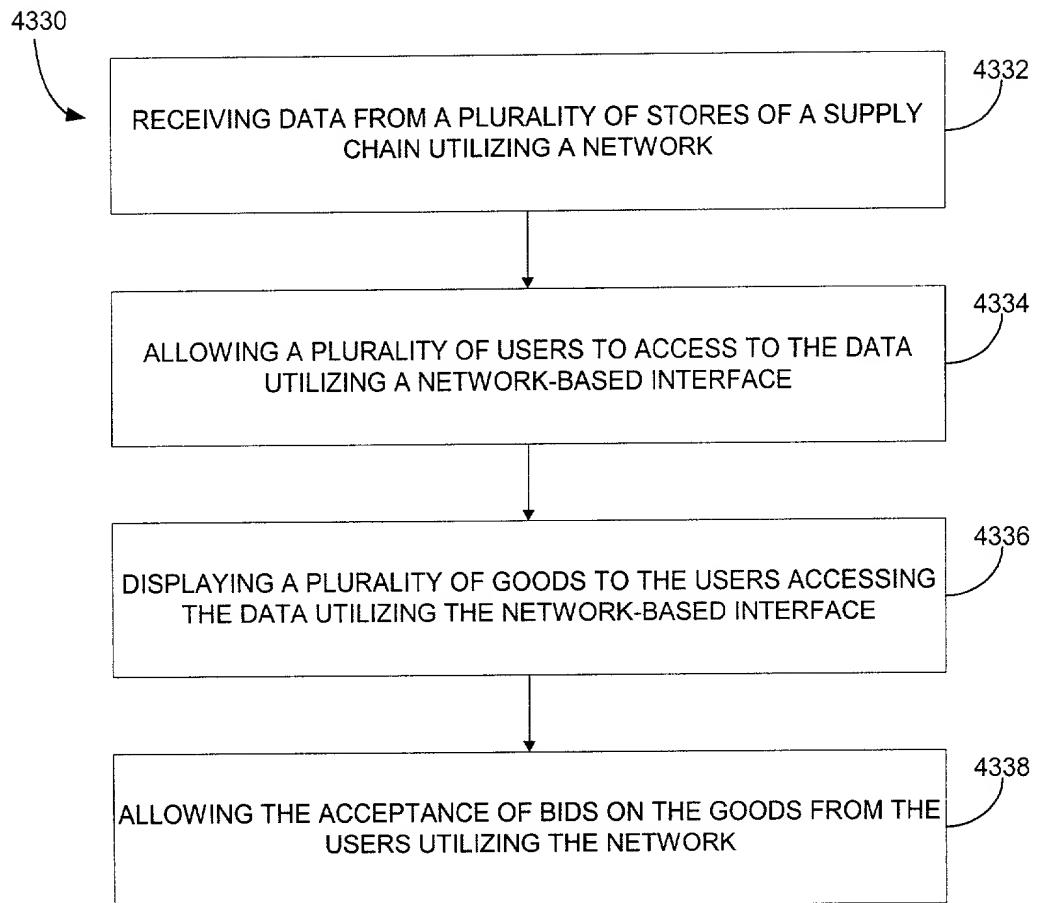 4330
4332
RECEIVING DATA FROM A PLURALITY OF STORES OF A SUPPLY
CHAIN UTILIZING A NETWORK
4334
ALLOWING A PLURALITY OF USERS TO ACCESS TO THE DATA
UTILIZING A NETWORK-BASED INTERFACE
4336
DISPLAYING A PLURALITY OF GOODS TO THE USERS ACCESSING
THE DATA UTILIZING THE NETWORK-BASED INTERFACE
4338
ALLOWING THE ACCEPTANCE OF BIDS ON THE GOODS FROM THE
USERS UTILIZING THE NETWORK